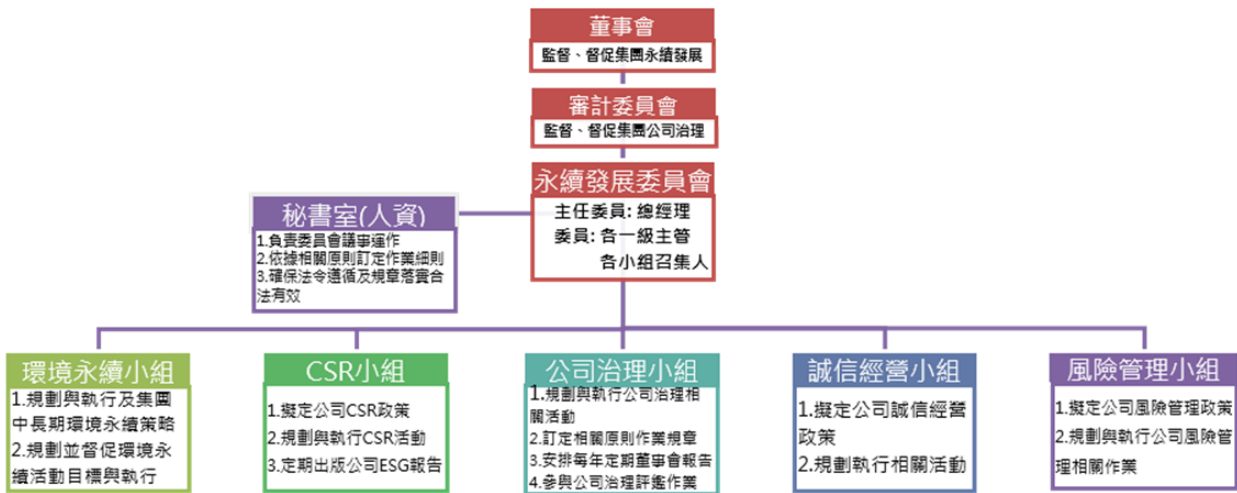 董事會
監督、督促集團永續發展
審計委員會
監督、督促集團公司治理
永續發展委員會
主任委員: 總經理
委員: 各一級主管
各小組召集人
秘書室(人資)
1.負責委員會議事運作
2.依據相關原則訂定作業細則
3.確保法令遵循及規章落實合
法有效
環境永續小組
1.規劃與執行及集團
中長期環境永續策略
2.規劃並督促環境永
續活動目標與執行
CSR小組
1.擬定公司CSR政策
2.規劃與執行CSR活動
3.定期出版公司ESG報告
公司治理小組
1.規劃與執行公司治理相
關活動
2.訂定相關原則作業規章
3.安排每年定期董事會報告
4.參與公司治理評鑑作業
誠信經營小組
1.擬定公司誠信經營
政策
2.規劃執行相關活動
風險管理小組
1.擬定公司風險管理政策
2.規劃與執行公司風險管
理相關作業